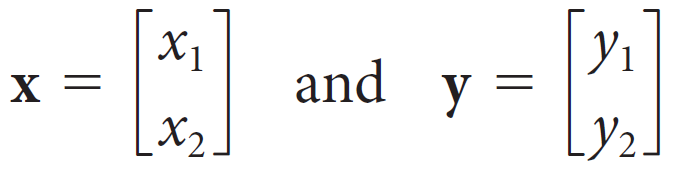 x = [x₁ x₂] and y = [y₁ y₂]